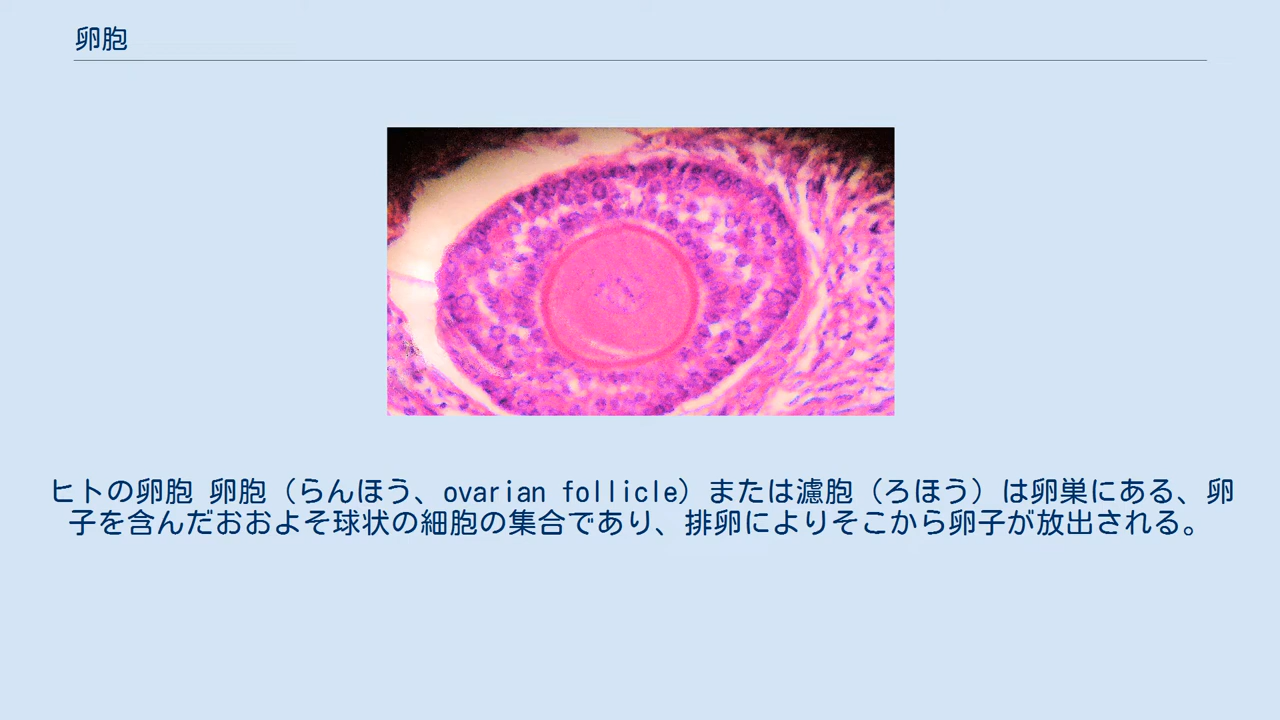 卵胞
ヒトの卵胞 卵胞（らんほう、ovarian follicle）または濾胞（ろほう）は卵巣にある、卵
子を含んだおおよそ球状の細胞の集合であり、排卵によりそこから卵子が放出される。